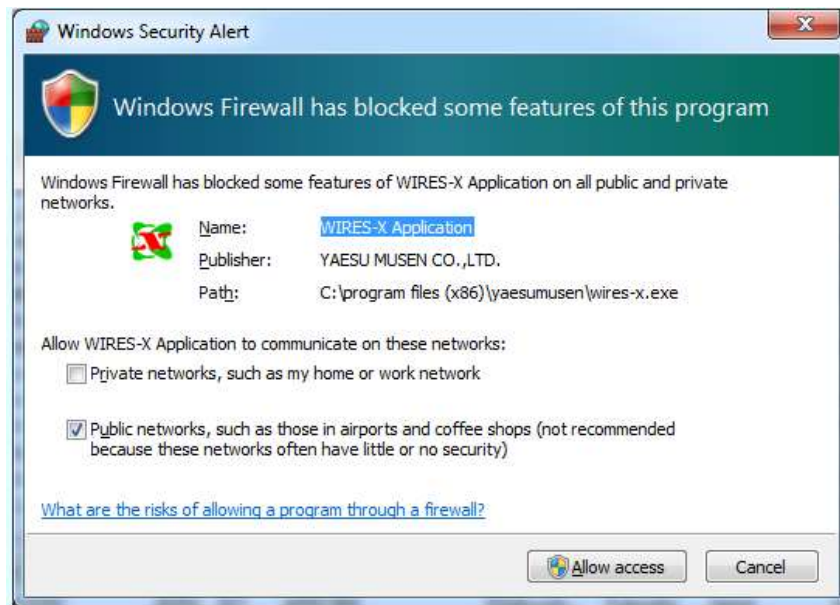 Windows Security Alert
Windows Firewall has blocked some features of this program
Windows Firewall has blocked some features of WIRES-X Application on all public and private
networks.
Name: WIRES-X Application
Publisher: YAESU MUSEN CO.,LTD.
Path: C:\program files (x86)\yaesumusen\wires-x.exe
Allow WIRES-X Application to communicate on these networks:
Private networks, such as my home or work network
Public networks, such as those in airports and coffee shops (not recommended
because these networks often have little or no security)
What are the risks of allowing a program through a firewall?
Allow access
Cancel